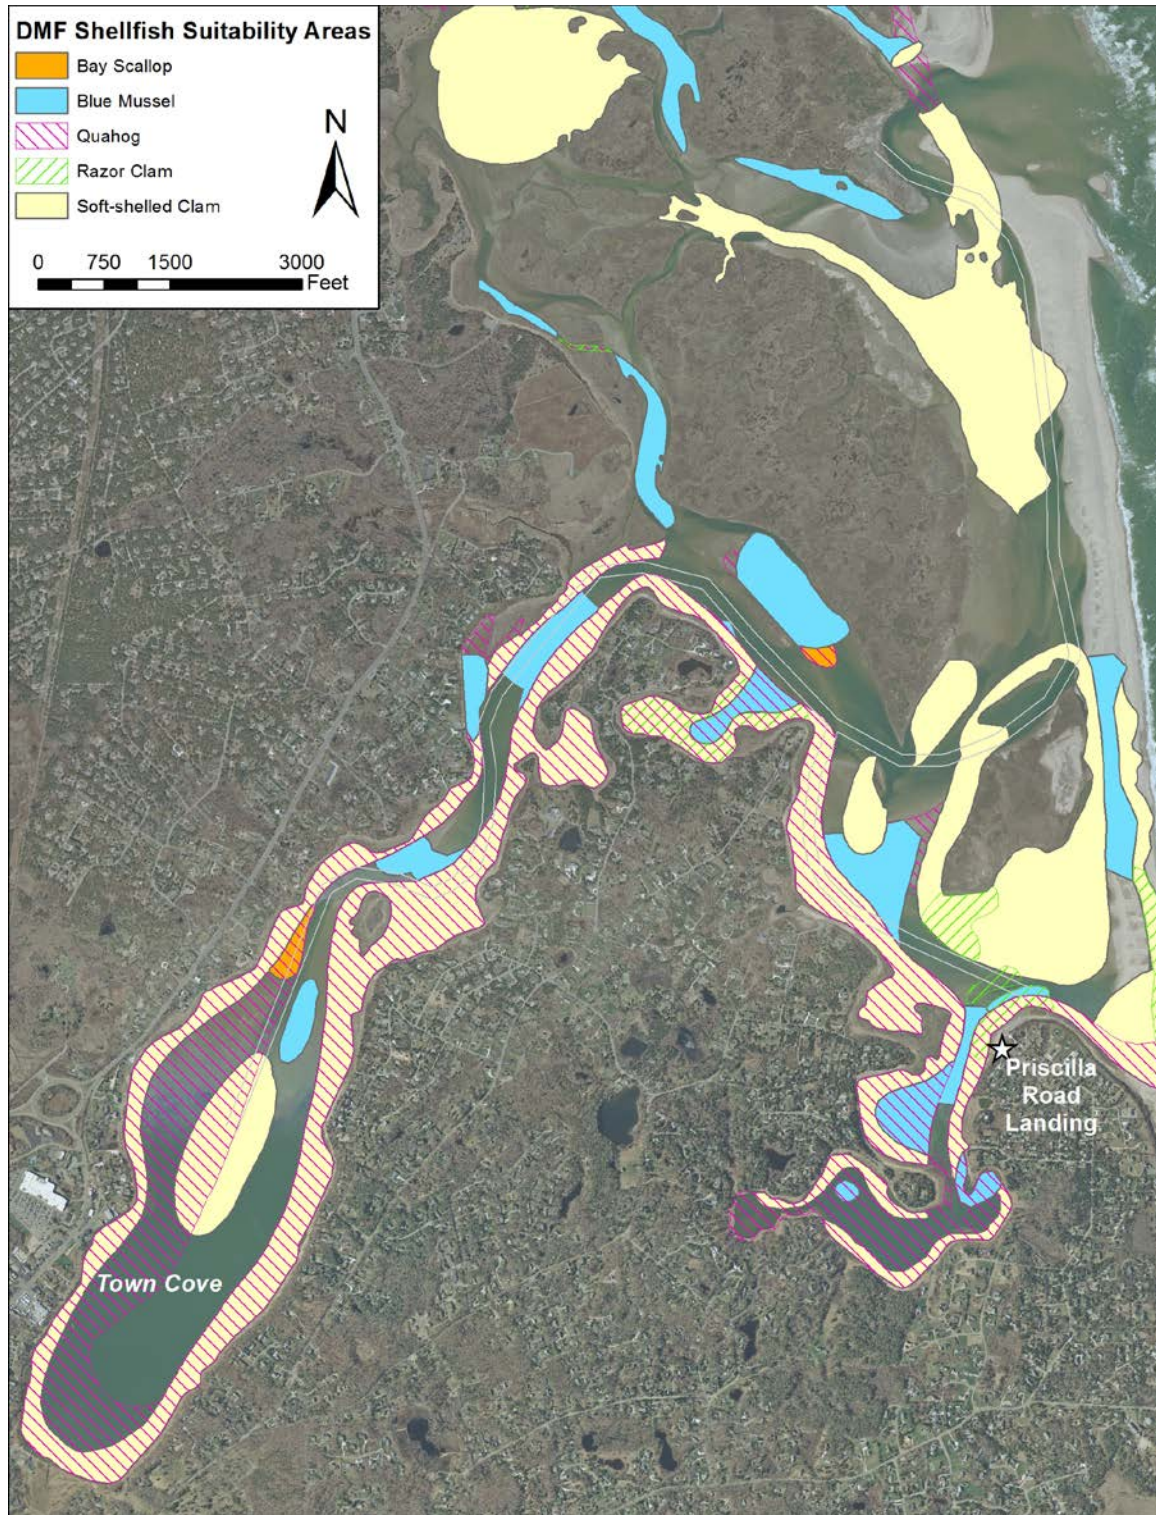 DMF Shellfish Suitability Areas
Bay Scallop
Blue Mussel
Quahog
Razor Clam
Soft-shelled Clam
N
0 750 1500 3000
Feet
Priscilla
Road
Landing
Town Cove